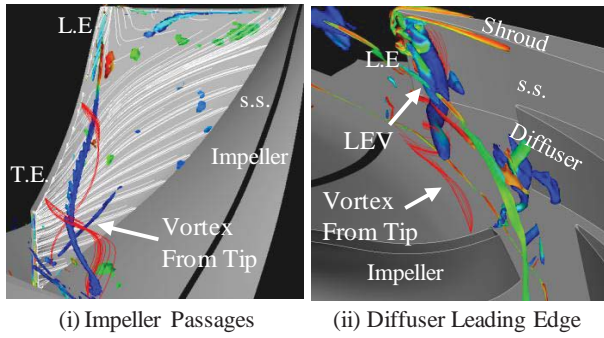 L.E
s.s.
Impeller
T.E.
Vortex
From Tip
(i) Impeller Passages
Shroud
L.E
s.s.
LEV
Diffuser
Vortex
From Tip
Impeller
(ii) Diffuser Leading Edge